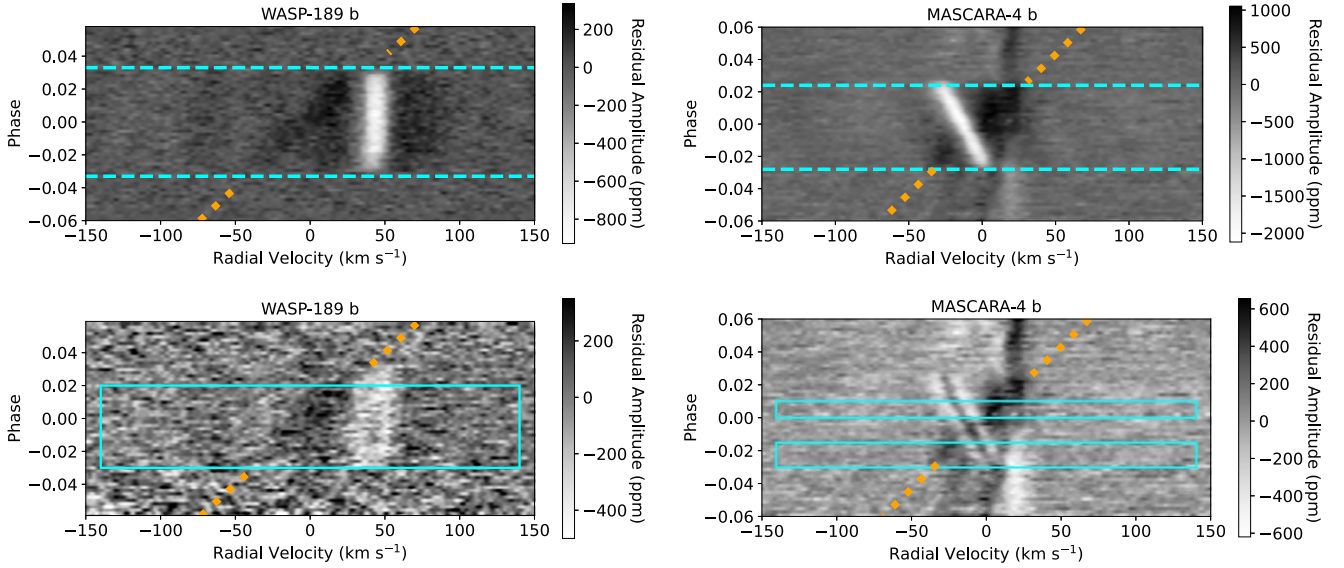 WASP-189 b
0.04
0.02
0.00
−0.02
−0.04
−0.06
Phase
−150 −100 −50 0 50 100 150
Radial Velocity (km s⁻¹)
200
0
−200
−400
−600
−800
Residual Amplitude (ppm)
MASCARA-4 b
0.06
0.04
0.02
0.00
−0.02
−0.04
−0.06
Phase
−150 −100 −50 0 50 100 150
Radial Velocity (km s⁻¹)
1000
500
0
−500
−1000
−1500
−2000
Residual Amplitude (ppm)
WASP-189 b
0.04
0.02
0.00
−0.02
−0.04
Phase
−150 −100 −50 0 50 100 150
Radial Velocity (km s⁻¹)
200
0
−200
−400
Residual Amplitude (ppm)
MASCARA-4 b
0.06
0.04
0.02
0.00
−0.02
−0.04
−0.06
Phase
−150 −100 −50 0 50 100 150
Radial Velocity (km s⁻¹)
600
400
200
0
−200
−400
−600
Residual Amplitude (ppm)